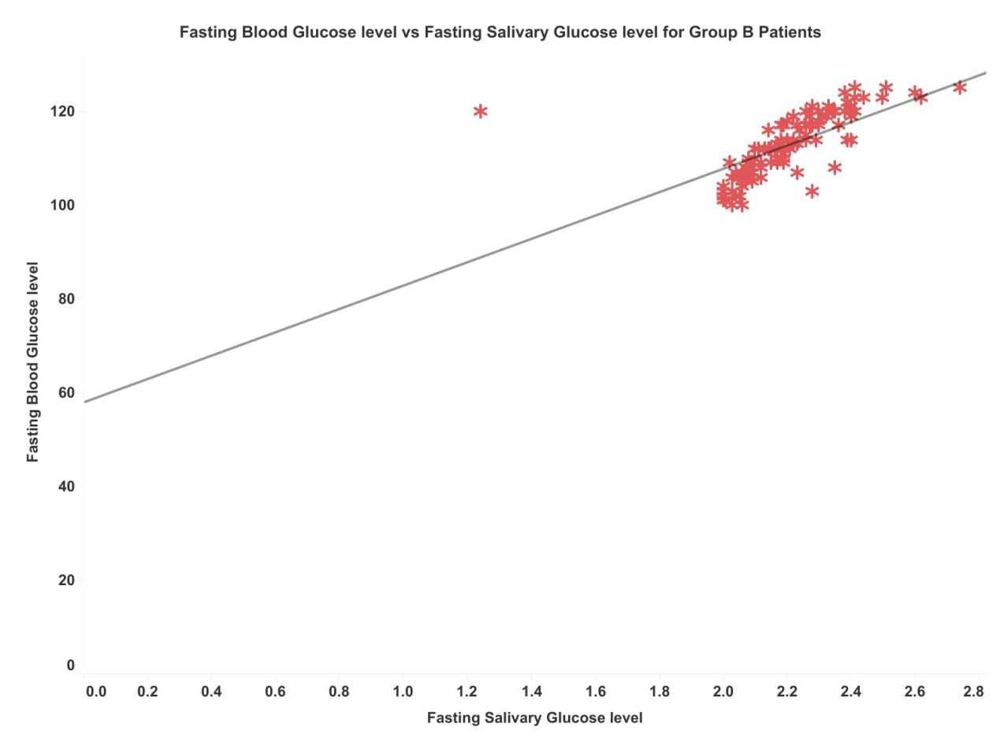 Fasting Blood Glucose level vs Fasting Salivary Glucose level for Group B Patients
120
100
80
60
40
20
0
Fasting Blood Glucose level
0.0 0.2 0.4 0.6 0.8 1.0 1.2 1.4 1.6 1.8 2.0 2.2 2.4 2.6 2.8
Fasting Salivary Glucose level